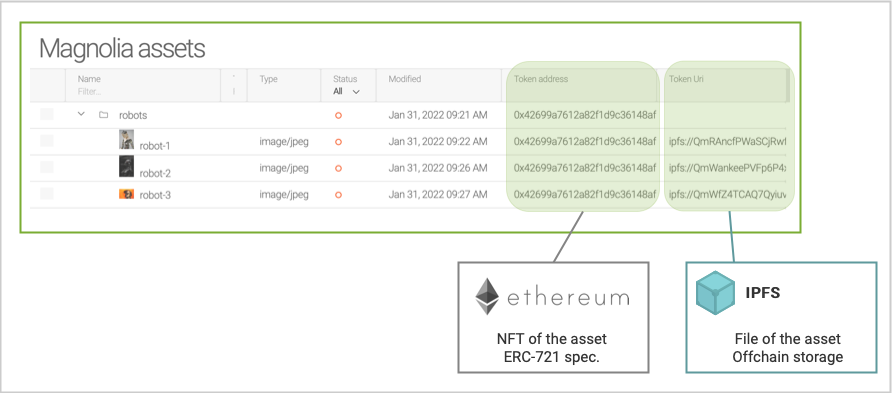 Magnolia assets
Name Type Status Modified Token address Token Uri
Filter... All
robots Jan 31, 2022 09:21 AM 0x42699a7612a82f1d9c36148af
robot-1 image/jpeg Jan 31, 2022 09:22 AM 0x42699a7612a82f1d9c36148af ipfs://QmRAncfPWaSCjRwf
robot-2 image/jpeg Jan 31, 2022 09:26 AM 0x42699a7612a82f1d9c36148af ipfs://QmWankeePVFp6P4x
robot-3 image/jpeg Jan 31, 2022 09:27 AM 0x42699a7612a82f1d9c36148af ipfs://QmWfZ4TCAQ7Qyiuv
ethereum
NFT of the asset
ERC-721 spec.
IPFS
File of the asset
Offchain storage